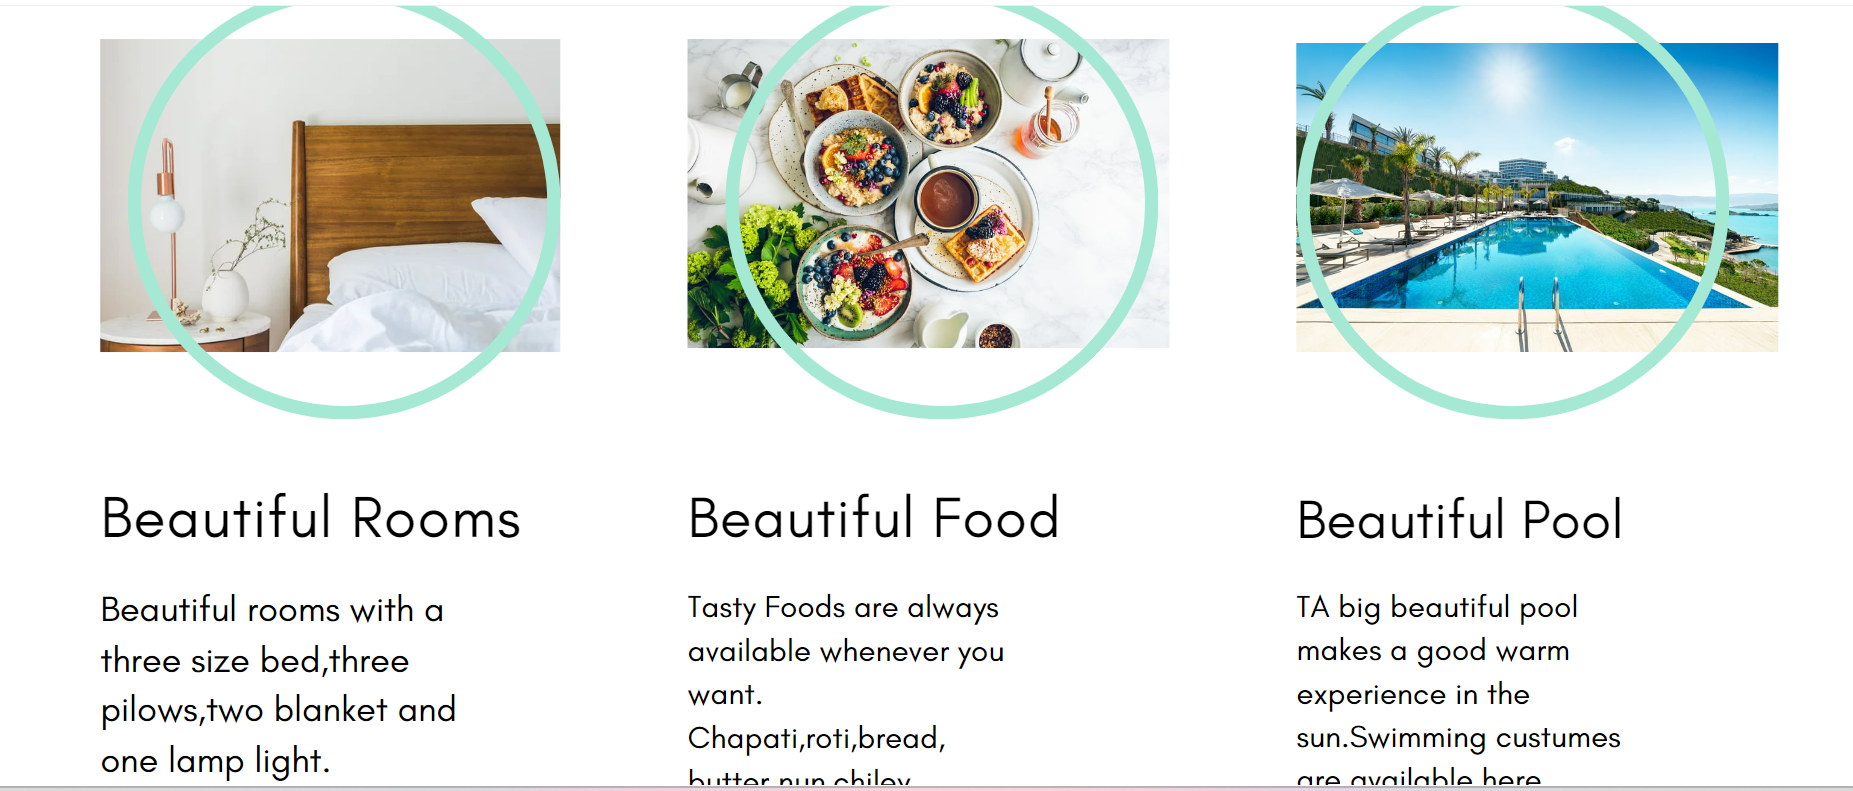 Beautiful Rooms
Beautiful rooms with a
three size bed,three
pilows,two blanket and
one lamp light.
Beautiful Food
Tasty Foods are always
available whenever you
want.
Chapati,roti,bread,
butter nun chiley
Beautiful Pool
TA big beautiful pool
makes a good warm
experience in the
sun.Swimming custumes
are available here